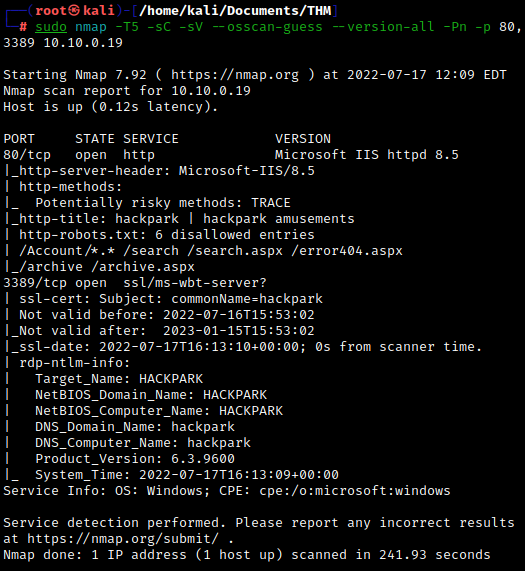 ┌──(root㉿kali)-[/home/kali/Documents/THM]
└─# sudo nmap -T5 -sC -sV --osscan-guess --version-all -Pn -p 80,
3389 10.10.0.19
Starting Nmap 7.92 ( https://nmap.org ) at 2022-07-17 12:09 EDT
Nmap scan report for 10.10.0.19
Host is up (0.12s latency).
PORT     STATE SERVICE            VERSION
80/tcp   open  http               Microsoft IIS httpd 8.5
|_http-server-header: Microsoft-IIS/8.5
| http-methods:
|_  Potentially risky methods: TRACE
|_http-title: hackpark | hackpark amusements
| http-robots.txt: 6 disallowed entries
| /Account/*.* /search /search.aspx /error404.aspx
|_/archive /archive.aspx
3389/tcp open  ssl/ms-wbt-server?
| ssl-cert: Subject: commonName=hackpark
| Not valid before: 2022-07-16T15:53:02
|_Not valid after:  2023-01-15T15:53:02
|_ssl-date: 2022-07-17T16:13:10+00:00; 0s from scanner time.
| rdp-ntlm-info:
|   Target_Name: HACKPARK
|   NetBIOS_Domain_Name: HACKPARK
|   NetBIOS_Computer_Name: HACKPARK
|   DNS_Domain_Name: hackpark
|   DNS_Computer_Name: hackpark
|   Product_Version: 6.3.9600
|_  System_Time: 2022-07-17T16:13:09+00:00
Service Info: OS: Windows; CPE: cpe:/o:microsoft:windows
Service detection performed. Please report any incorrect results
at https://nmap.org/submit/ .
Nmap done: 1 IP address (1 host up) scanned in 241.93 seconds